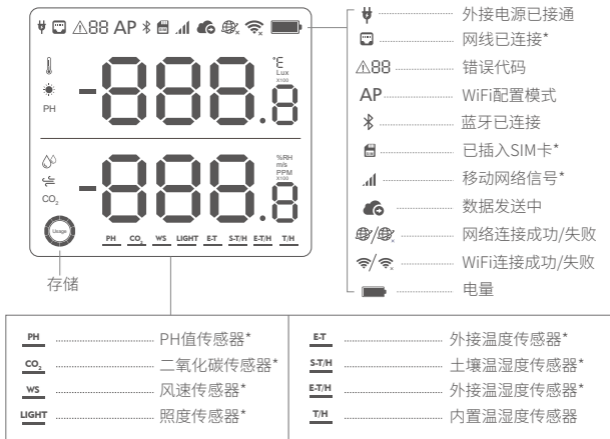 88 AP
外接电源已接通
网线已连接*
88 错误代码
AP WiFi配置模式
蓝牙已连接
已插入SIM卡*
移动网络信号*
数据发送中
网络连接成功/失败
WiFi连接成功/失败
电量
-888.8
°E
Lux
X100
PH
-888.8
%RH
m/s
PPM
X100
CO₂
Usage
PH CO₂ WS LIGHT E-T S-T/H E-T/H T/H
存储
PH PH值传感器*
CO₂ 二氧化碳传感器*
WS 风速传感器*
LIGHT 照度传感器*
E-T 外接温度传感器*
S-T/H 土壤温湿度传感器*
E-T/H 外接温湿度传感器*
T/H 内置温湿度传感器